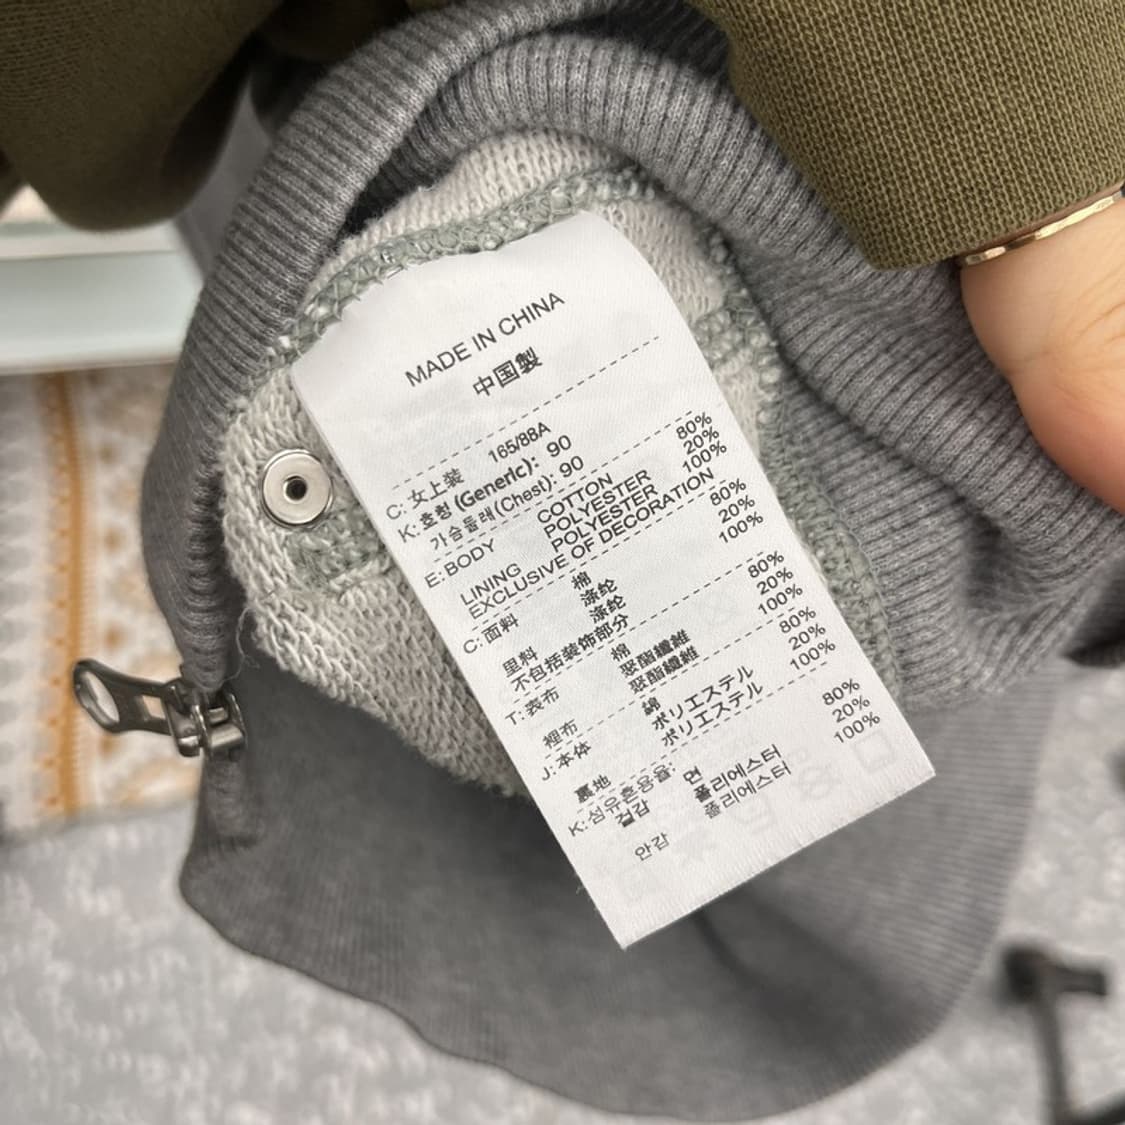 MADE IN CHINA
中国製
C: 女上装 165/88A
K: 호칭 (Generic): 90
가슴둘레(Chest): 90
E: BODY COTTON 80%
POLYESTER 20%
LINING POLYESTER 100%
EXCLUSIVE OF DECORATION
C: 面料 棉 80%
涤纶 20%
里料 涤纶 100%
不包括装饰部分
T: 表布 棉 80%
聚酯纖維 20%
裡布 聚酯纖維 100%
J: 本体 綿 80%
ポリエステル 20%
裏地 ポリエステル 100%
K: 섬유혼용율:
겉감 면 80%
폴리에스터 20%
안감 폴리에스터 100%